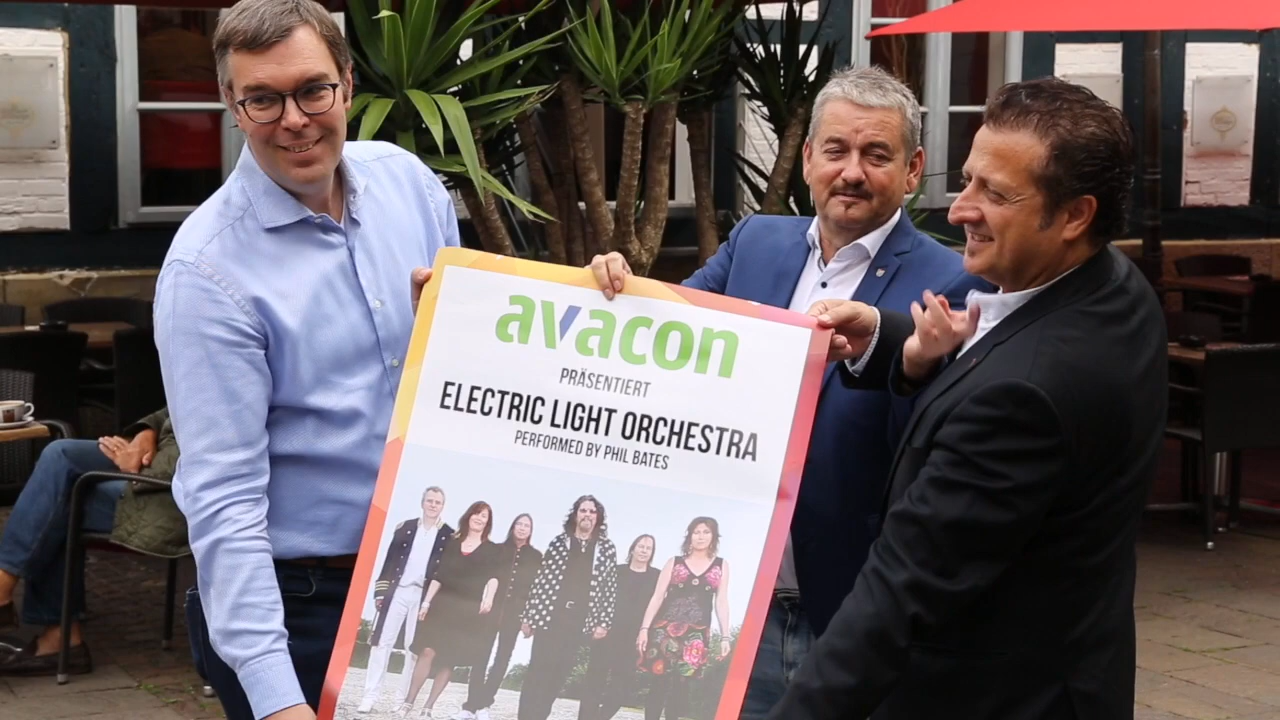 avacon
PRÄSENTIERT
ELECTRIC LIGHT ORCHESTRA
PERFORMED BY PHIL BATES